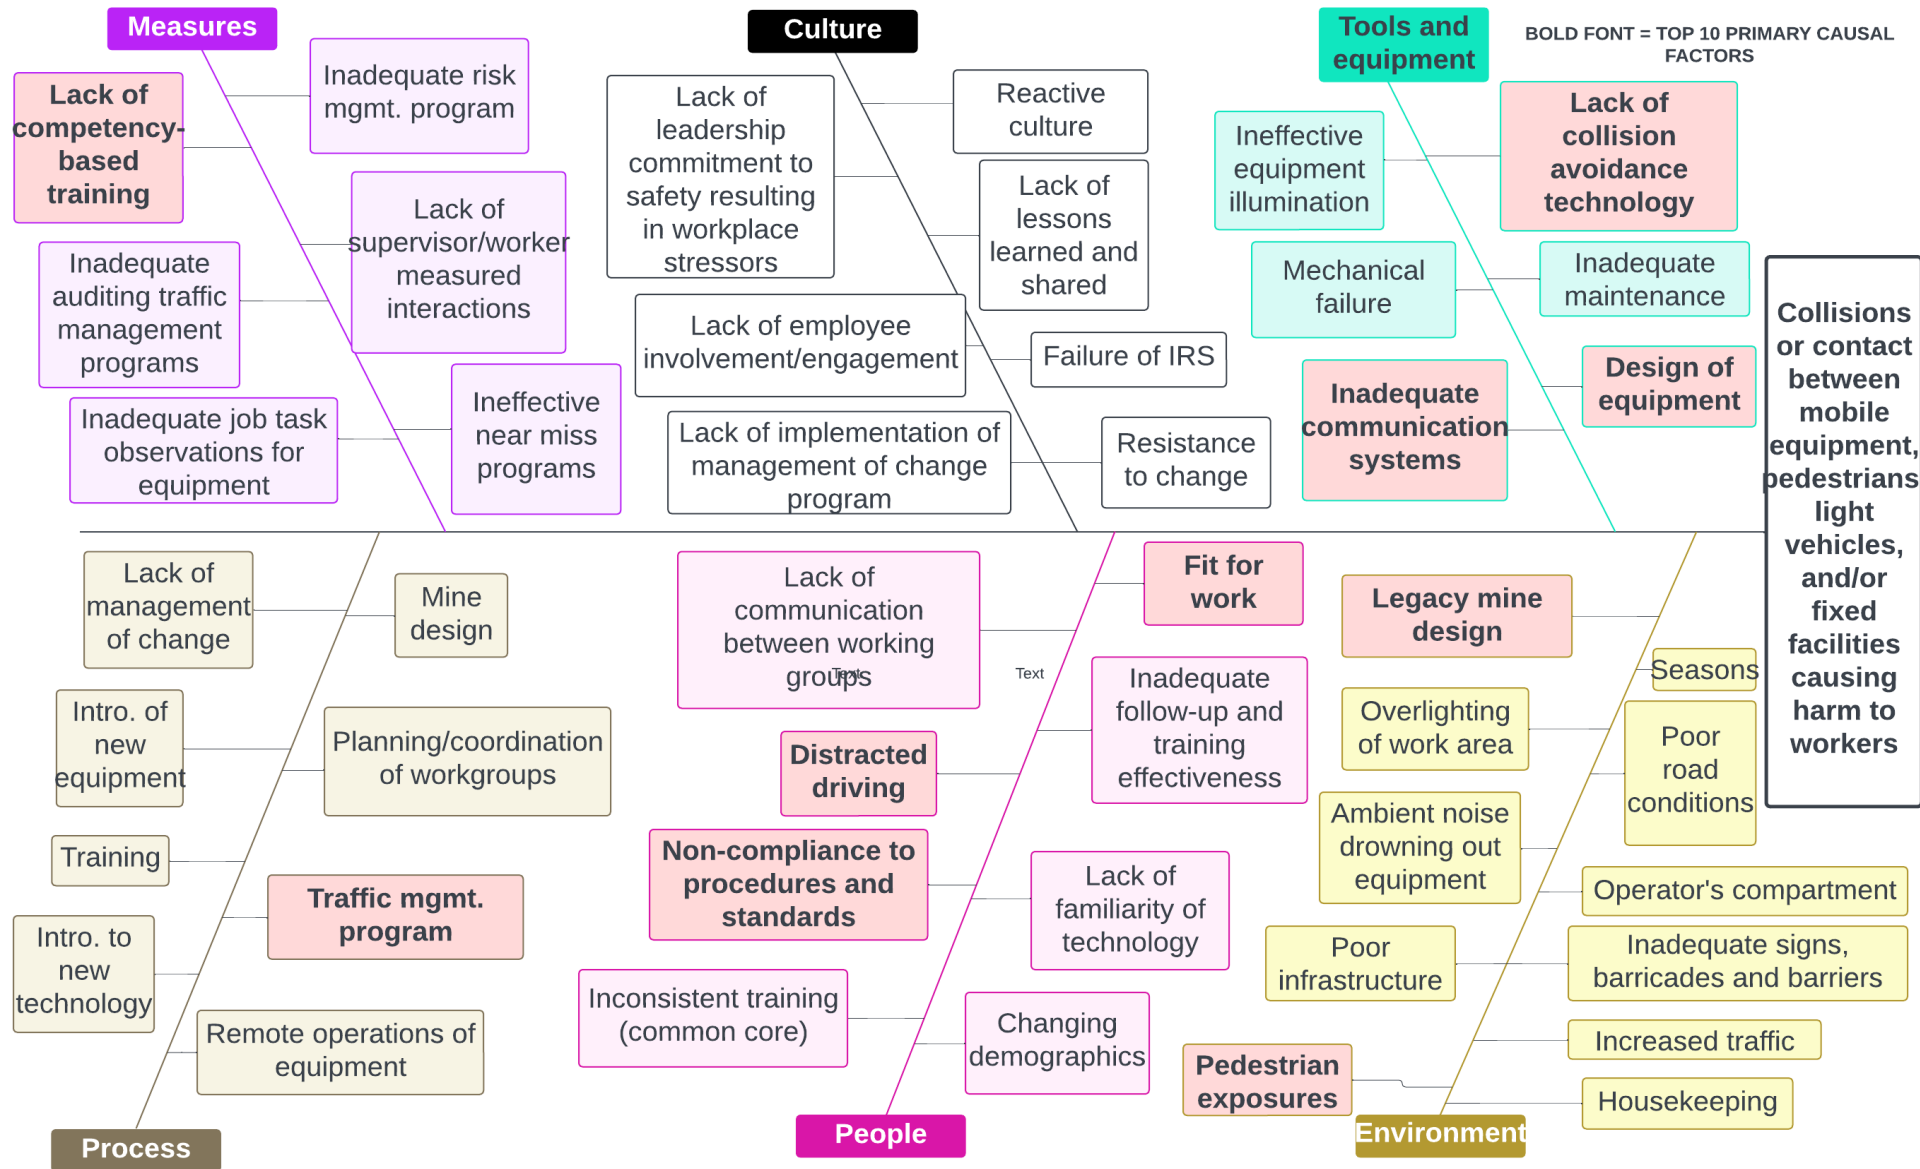 Measures
Culture
Tools and
equipment
BOLD FONT = TOP 10 PRIMARY CAUSAL
FACTORS
Lack of
competency-
based
training
Inadequate risk
mgmt. program
Lack of
supervisor/worker
measured
interactions
Inadequate
auditing traffic
management
programs
Inadequate job task
observations for
equipment
Ineffective
near miss
programs
Lack of
leadership
commitment to
safety resulting
in workplace
stressors
Reactive
culture
Lack of
lessons
learned and
shared
Lack of employee
involvement/engagement
Failure of IRS
Lack of implementation of
management of change
program
Resistance
to change
Ineffective
equipment
illumination
Lack of
collision
avoidance
technology
Mechanical
failure
Inadequate
maintenance
Inadequate
communication
systems
Design of
equipment
Collisions
or contact
between
mobile
equipment,
pedestrians
light
vehicles,
and/or
fixed
facilities
causing
harm to
workers
Lack of
management
of change
Mine
design
Intro. of
new
equipment
Planning/coordination
of workgroups
Training
Traffic mgmt.
program
Intro. to
new
technology
Remote operations of
equipment
Process
Lack of
communication
between working
groups
Text
Text
Fit for
work
Inadequate
follow-up and
training
effectiveness
Distracted
driving
Non-compliance to
procedures and
standards
Lack of
familiarity of
technology
Inconsistent training
(common core)
Changing
demographics
People
Legacy mine
design
Seasons
Overlighting
of work area
Poor
road
conditions
Ambient noise
drowning out
equipment
Operator's compartment
Poor
infrastructure
Inadequate signs,
barricades and barriers
Increased traffic
Pedestrian
exposures
Housekeeping
Environment